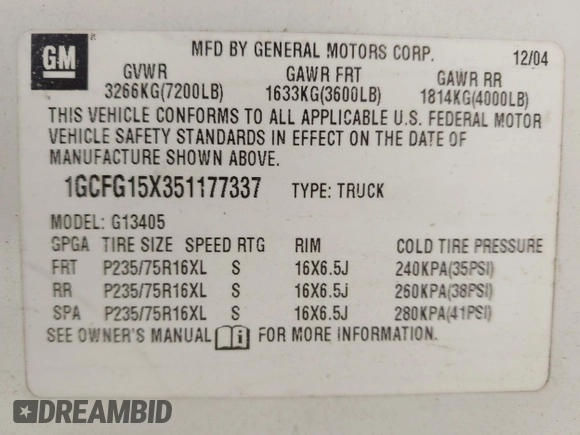 GM
MFD BY GENERAL MOTORS CORP. 12/04
GVWR GAWR FRT GAWR RR
3266KG(7200LB) 1633KG(3600LB) 1814KG(4000LB)
THIS VEHICLE CONFORMS TO ALL APPLICABLE U.S. FEDERAL MOTOR
VEHICLE SAFETY STANDARDS IN EFFECT ON THE DATE OF
MANUFACTURE SHOWN ABOVE.
1GCFG15X351177337 TYPE: TRUCK
MODEL: G13405
GPGA TIRE SIZE SPEED RTG RIM COLD TIRE PRESSURE
FRT P235/75R16XL S 16X6.5J 240KPA(35PSI)
RR P235/75R16XL S 16X6.5J 260KPA(38PSI)
SPA P235/75R16XL S 16X6.5J 280KPA(41PSI)
SEE OWNER'S MANUAL i FOR MORE INFORMATION.
DREAMBID